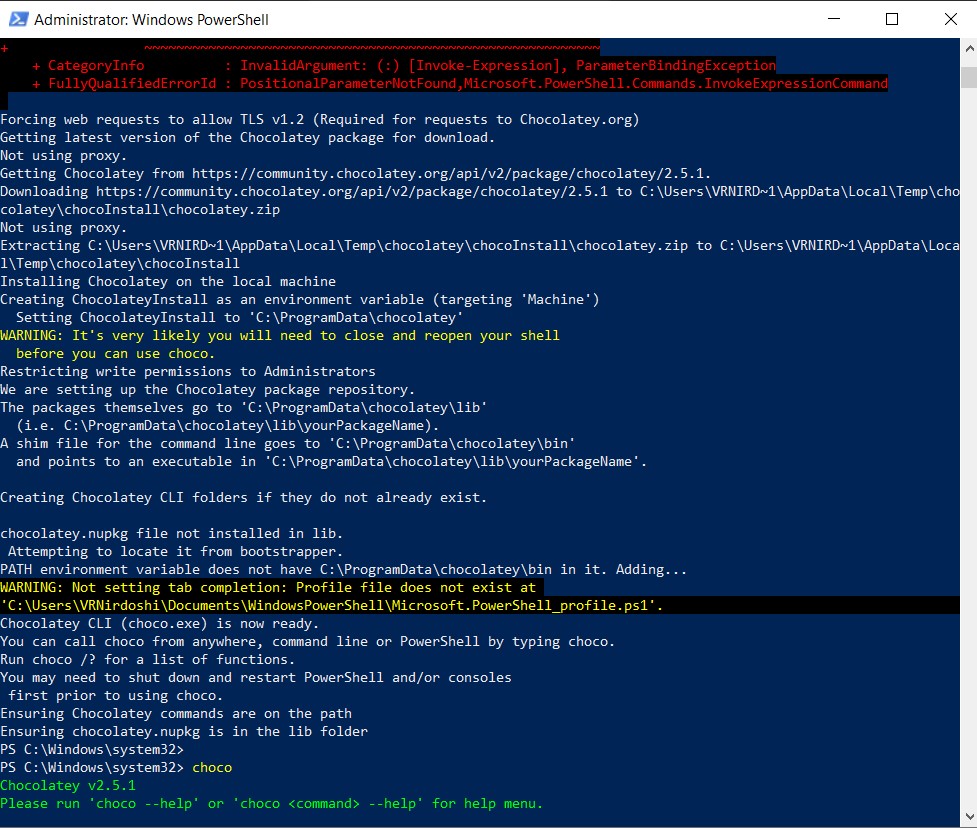 Administrator: Windows PowerShell
+                 ~~~~~~~~~~~~~~~~~~~~~~~~~~~~~~~~~~~~~~~~~~~~~~~~~~~~~~~~~
    + CategoryInfo          : InvalidArgument: (:) [Invoke-Expression], ParameterBindingException
    + FullyQualifiedErrorId : PositionalParameterNotFound,Microsoft.PowerShell.Commands.InvokeExpressionCommand
Forcing web requests to allow TLS v1.2 (Required for requests to Chocolatey.org)
Getting latest version of the Chocolatey package for download.
Not using proxy.
Getting Chocolatey from https://community.chocolatey.org/api/v2/package/chocolatey/2.5.1.
Downloading https://community.chocolatey.org/api/v2/package/chocolatey/2.5.1 to C:\Users\VRNIRD~1\AppData\Local\Temp\cho
colatey\chocoInstall\chocolatey.zip
Not using proxy.
Extracting C:\Users\VRNIRD~1\AppData\Local\Temp\chocolatey\chocoInstall\chocolatey.zip to C:\Users\VRNIRD~1\AppData\Loca
l\Temp\chocolatey\chocoInstall
Installing Chocolatey on the local machine
Creating ChocolateyInstall as an environment variable (targeting 'Machine')
  Setting ChocolateyInstall to 'C:\ProgramData\chocolatey'
WARNING: It's very likely you will need to close and reopen your shell
  before you can use choco.
Restricting write permissions to Administrators
We are setting up the Chocolatey package repository.
The packages themselves go to 'C:\ProgramData\chocolatey\lib'
  (i.e. C:\ProgramData\chocolatey\lib\yourPackageName).
A shim file for the command line goes to 'C:\ProgramData\chocolatey\bin'
  and points to an executable in 'C:\ProgramData\chocolatey\lib\yourPackageName'.
Creating Chocolatey CLI folders if they do not already exist.
chocolatey.nupkg file not installed in lib.
 Attempting to locate it from bootstrapper.
PATH environment variable does not have C:\ProgramData\chocolatey\bin in it. Adding...
WARNING: Not setting tab completion: Profile file does not exist at
'C:\Users\VRNirdoshi\Documents\WindowsPowerShell\Microsoft.PowerShell_profile.ps1'.
Chocolatey CLI (choco.exe) is now ready.
You can call choco from anywhere, command line or PowerShell by typing choco.
Run choco /? for a list of functions.
You may need to shut down and restart PowerShell and/or consoles
 first prior to using choco.
Ensuring Chocolatey commands are on the path
Ensuring chocolatey.nupkg is in the lib folder
PS C:\Windows\system32>
PS C:\Windows\system32> choco
Chocolatey v2.5.1
Please run 'choco --help' or 'choco <command> --help' for help menu.